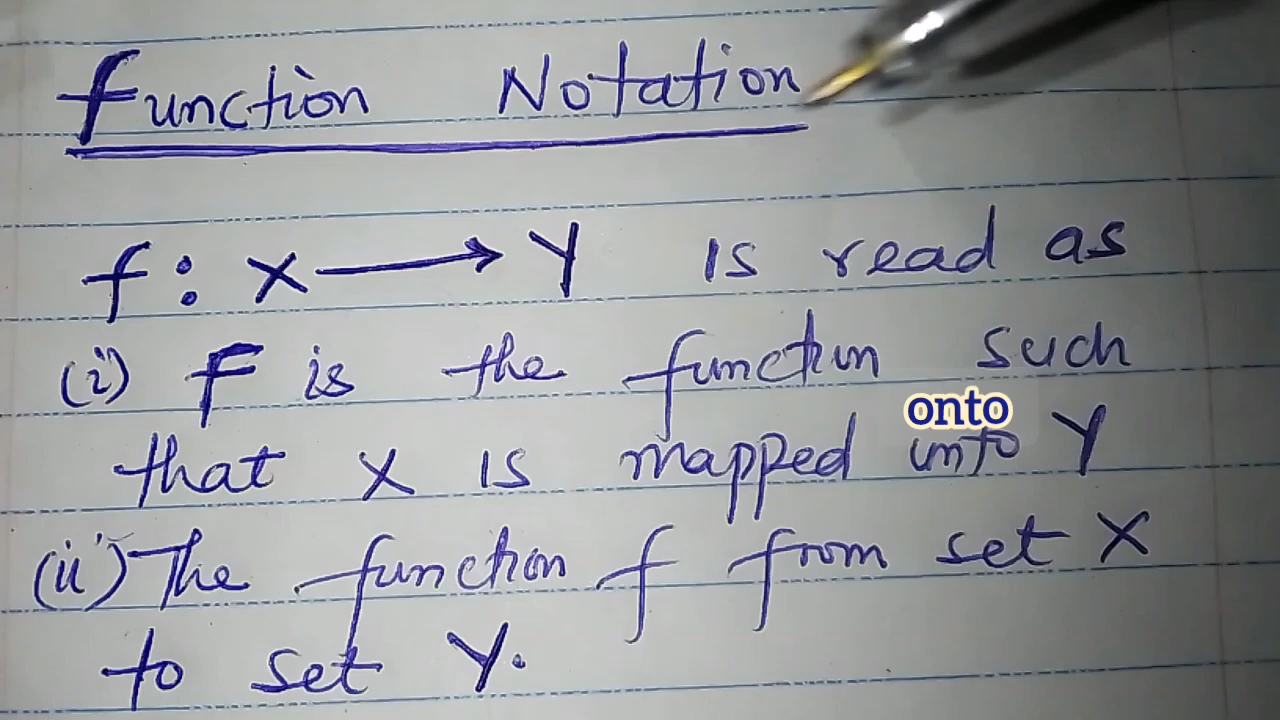 Function Notation
f: X → Y is read as
(i) F is the function such
onto
that X is mapped unto Y
(ii) The function f from set X
to set Y.